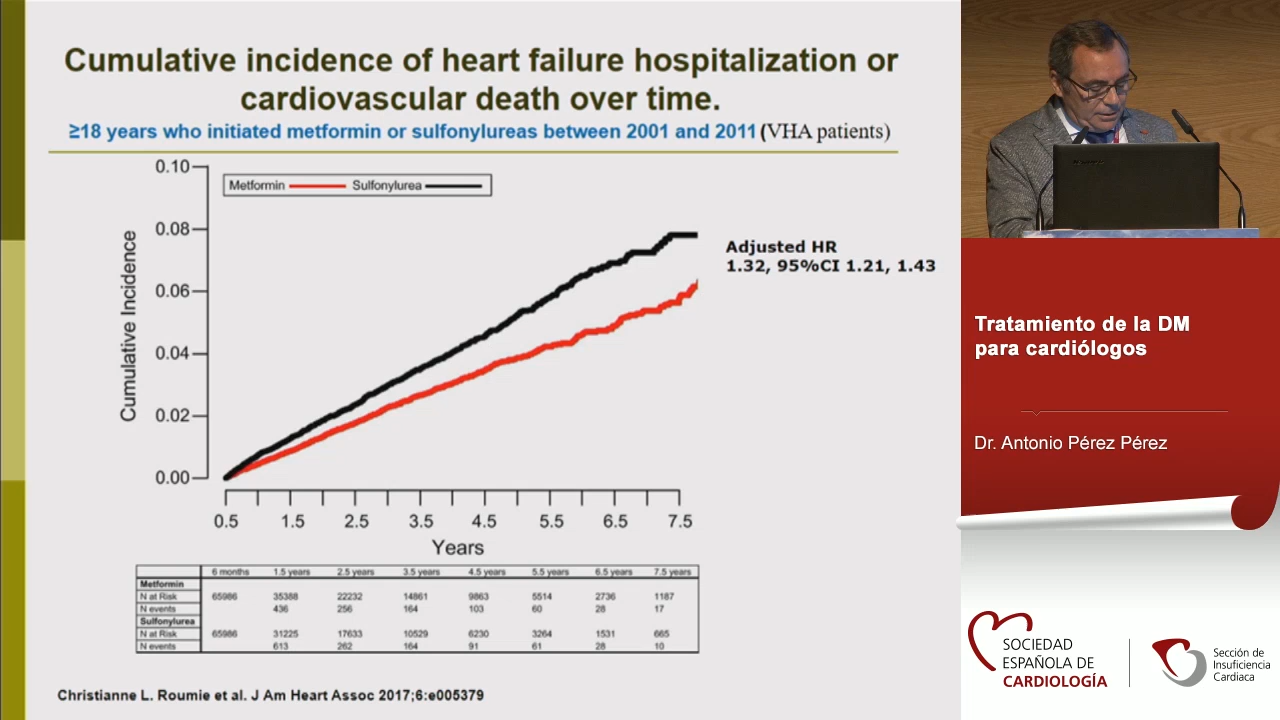 Cumulative incidence of heart failure hospitalization or
cardiovascular death over time.
≥18 years who initiated metformin or sulfonylureas between 2001 and 2011 (VHA patients)
Metformin Sulfonylurea
0.10
0.08
0.06
0.04
0.02
0.00
Cumulative Incidence
0.5 1.5 2.5 3.5 4.5 5.5 6.5 7.5
Years
Adjusted HR
1.32, 95%CI 1.21, 1.43
6 months 1.5 years 2.5 years 3.5 years 4.5 years 5.5 years 6.5 years 7.5 years
Metformin
N at Risk 65986 35388 22232 14861 9863 5514 2736 1187
N events 436 256 164 103 60 28 17
Sulfonylurea
N at Risk 65986 31225 17633 10529 6230 3264 1531 665
N events 613 262 164 91 61 28 10
Christianne L. Roumie et al. J Am Heart Assoc 2017;6:e005379
Tratamiento de la DM
para cardiólogos
Dr. Antonio Pérez Pérez
SOCIEDAD
ESPAÑOLA DE
CARDIOLOGÍA
Sección de
Insuficiencia
Cardiaca